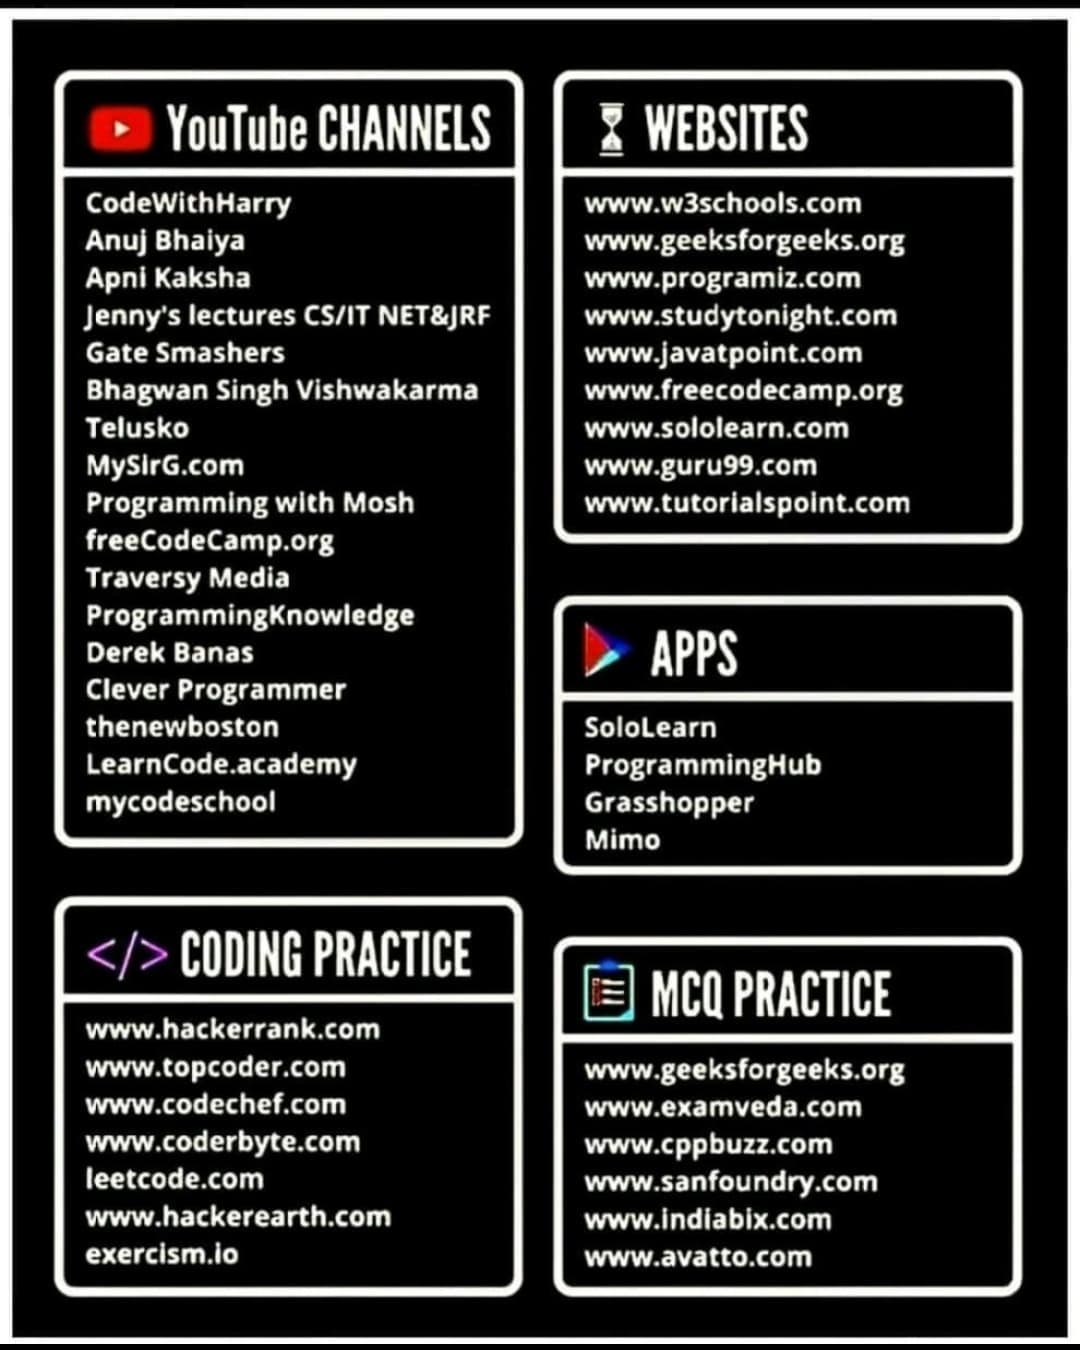 YouTube CHANNELS
CodeWithHarry
Anuj Bhaiya
Apni Kaksha
Jenny's lectures CS/IT NET&JRF
Gate Smashers
Bhagwan Singh Vishwakarma
Telusko
MySirG.com
Programming with Mosh
freeCodeCamp.org
Traversy Media
ProgrammingKnowledge
Derek Banas
Clever Programmer
thenewboston
LearnCode.academy
mycodeschool
WEBSITES
www.w3schools.com
www.geeksforgeeks.org
www.programiz.com
www.studytonight.com
www.javatpoint.com
www.freecodecamp.org
www.sololearn.com
www.guru99.com
www.tutorialspoint.com
APPS
SoloLearn
ProgrammingHub
Grasshopper
Mimo
</> CODING PRACTICE
www.hackerrank.com
www.topcoder.com
www.codechef.com
www.coderbyte.com
leetcode.com
www.hackerearth.com
exercism.io
MCQ PRACTICE
www.geeksforgeeks.org
www.examveda.com
www.cppbuzz.com
www.sanfoundry.com
www.indiabix.com
www.avatto.com